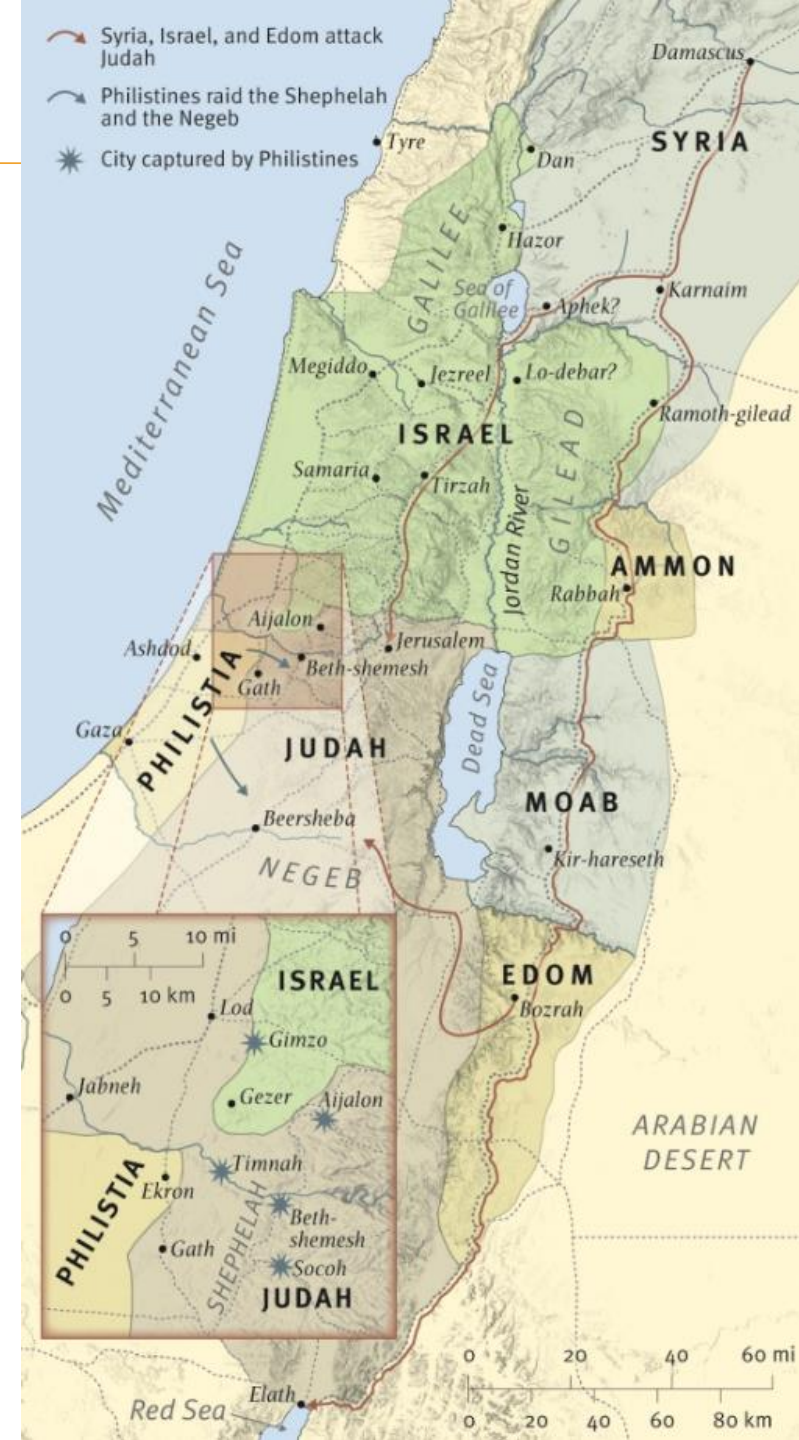 Syria, Israel, and Edom attack
Judah
Philistines raid the Shephelah
and the Negeb
City captured by Philistines
Damascus
SYRIA
Tyre
Dan
Hazor
GALILEE
Sea of
Galilee
Aphek?
Karnaim
Mediterranean Sea
Megiddo
Jezreel
Lo-debar?
Ramoth-gilead
ISRAEL
GILEAD
Samaria
Tirzah
Jordan River
AMMON
Rabbah
Aijalon
Jerusalem
Ashdod
Beth-shemesh
Gath
PHILISTIA
Dead Sea
Gaza
JUDAH
MOAB
Beersheba
NEGEB
Kir-hareseth
0 5 10 mi
0 5 10 km
ISRAEL
Lod
Gimzo
Jabneh
Gezer
Aijalon
Timnah
Ekron
PHILISTIA
SHEPHELAH
Beth-
shemesh
Gath
Socoh
JUDAH
EDOM
Bozrah
ARABIAN
DESERT
0 20 40 60 mi
0 20 40 60 80 km
Elath
Red Sea